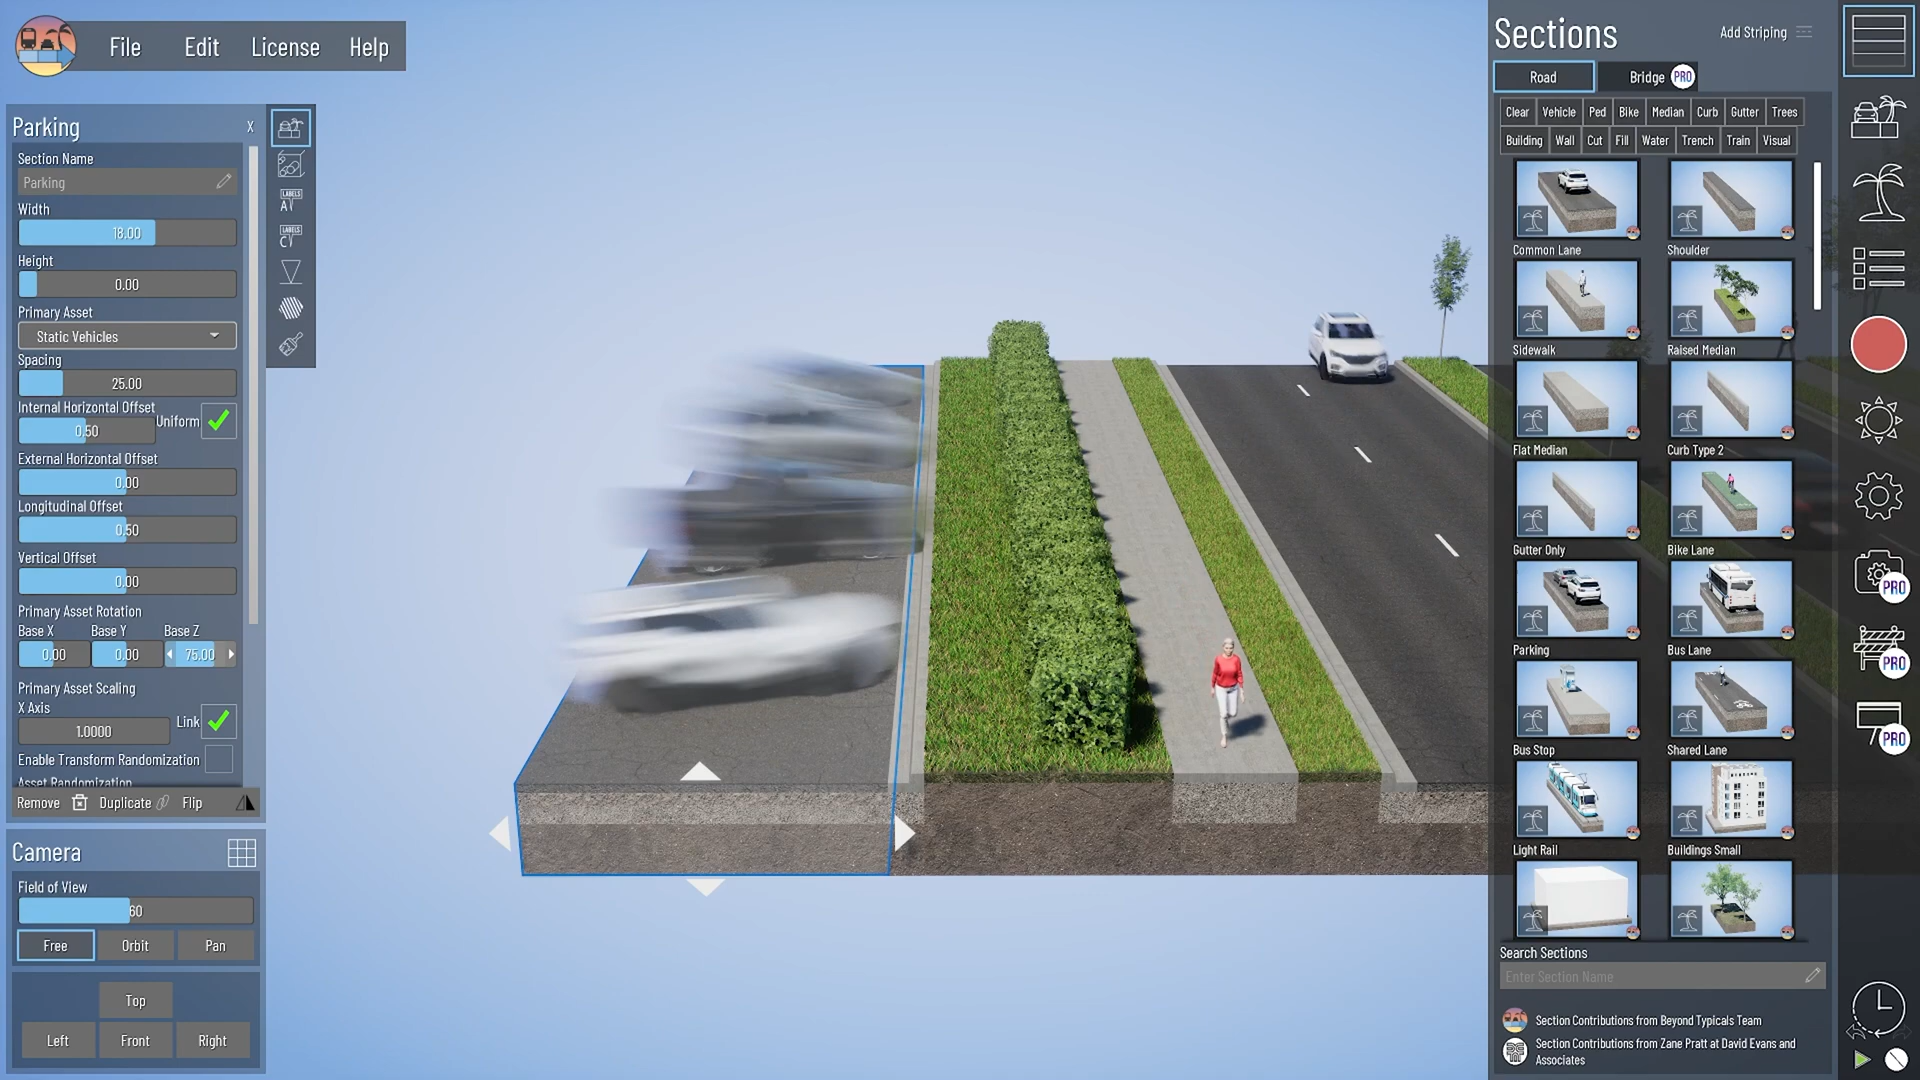 File Edit License Help
Parking X
Section Name
Parking
Width
18.00
Height
0.00
Primary Asset
Static Vehicles
Spacing
25.00
Internal Horizontal Offset
0.50 Uniform
External Horizontal Offset
0.00
Longitudinal Offset
0.50
Vertical Offset
0.00
Primary Asset Rotation
Base X Base Y Base Z
0.00 0.00 75.00
Primary Asset Scaling
X Axis
1.0000 Link
Enable Transform Randomization
Asset Randomization
Remove Duplicate Flip
LABELS
A
LABELS
C
Camera
Field of View
60
Free Orbit Pan
Top
Left Front Right
Sections Add Striping
Road Bridge PRO
Clear Vehicle Ped Bike Median Curb Gutter Trees
Building Wall Cut Fill Water Trench Train Visual
Common Lane Shoulder
Sidewalk Raised Median
Flat Median Curb Type 2
Gutter Only Bike Lane
Parking Bus Lane
Bus Stop Shared Lane
Light Rail Buildings Small
Search Sections
Enter Section Name
Section Contributions from Beyond Typicals Team
Section Contributions from Zane Pratt at David Evans and
Associates
PRO
PRO
PRO